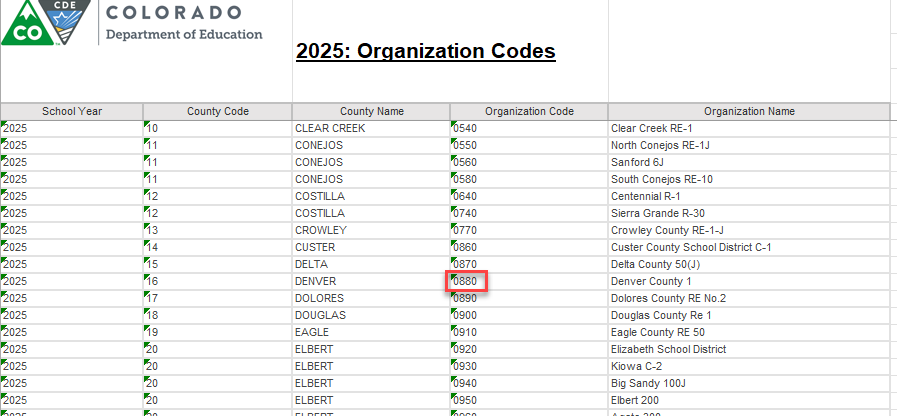 CDE
CO
COLORADO
Department of Education
2025: Organization Codes
School Year County Code County Name Organization Code Organization Name
2025 10 CLEAR CREEK 0540 Clear Creek RE-1
2025 11 CONEJOS 0550 North Conejos RE-1J
2025 11 CONEJOS 0560 Sanford 6J
2025 11 CONEJOS 0580 South Conejos RE-10
2025 12 COSTILLA 0640 Centennial R-1
2025 12 COSTILLA 0740 Sierra Grande R-30
2025 13 CROWLEY 0770 Crowley County RE-1-J
2025 14 CUSTER 0860 Custer County School District C-1
2025 15 DELTA 0870 Delta County 50(J)
2025 16 DENVER 0880 Denver County 1
2025 17 DOLORES 0890 Dolores County RE No.2
2025 18 DOUGLAS 0900 Douglas County Re 1
2025 19 EAGLE 0910 Eagle County RE 50
2025 20 ELBERT 0920 Elizabeth School District
2025 20 ELBERT 0930 Kiowa C-2
2025 20 ELBERT 0940 Big Sandy 100J
2025 20 ELBERT 0950 Elbert 200